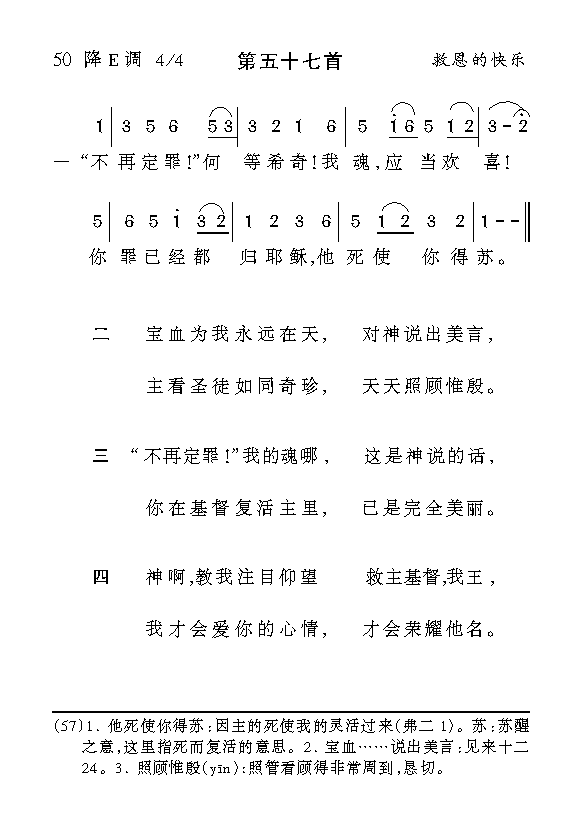 50 降E调 4/4 第五十七首 救恩的快乐
1|3 5 6 5 3|3 2 1 6|5 1 6 5 1 2|3 - 2
一 “不再定罪!”何 等希奇!我 魂,应 当欢 喜!
5|6 5 1 3 2|1 2 3 6|5 1 2 3 2|1 - -‖
你 罪已经都 归耶稣,他 死使 你得苏。
二 宝血为我永远在天, 对神说出美言,
主看圣徒如同奇珍, 天天照顾惟殷。
三 “不再定罪!”我的魂哪, 这是神说的话,
你在基督复活主里, 已是完全美丽。
四 神啊,教我注目仰望 救主基督,我王,
我才会爱你的心情, 才会荣耀他名。
(57)1. 他死使你得苏:因主的死使我的灵活过来(弗二 1)。苏:苏醒
之意,这里指死而复活的意思。2. 宝血……说出美言:见来十二
24。3. 照顾惟殷(yīn):照管看顾得非常周到,恳切。